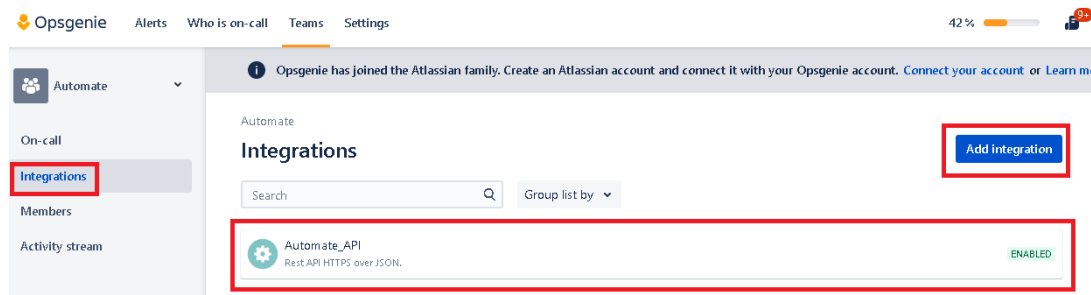 Opsgenie Alerts Who is on-call Teams Settings 42 % 9+
Opsgenie has joined the Atlassian family. Create an Atlassian account and connect it with your Opsgenie account. Connect your account or Learn m
Automate
On-call
Integrations
Members
Activity stream
Automate
Integrations
Add integration
Search
Group list by
Automate_API
Rest API HTTPS over JSON.
ENABLED